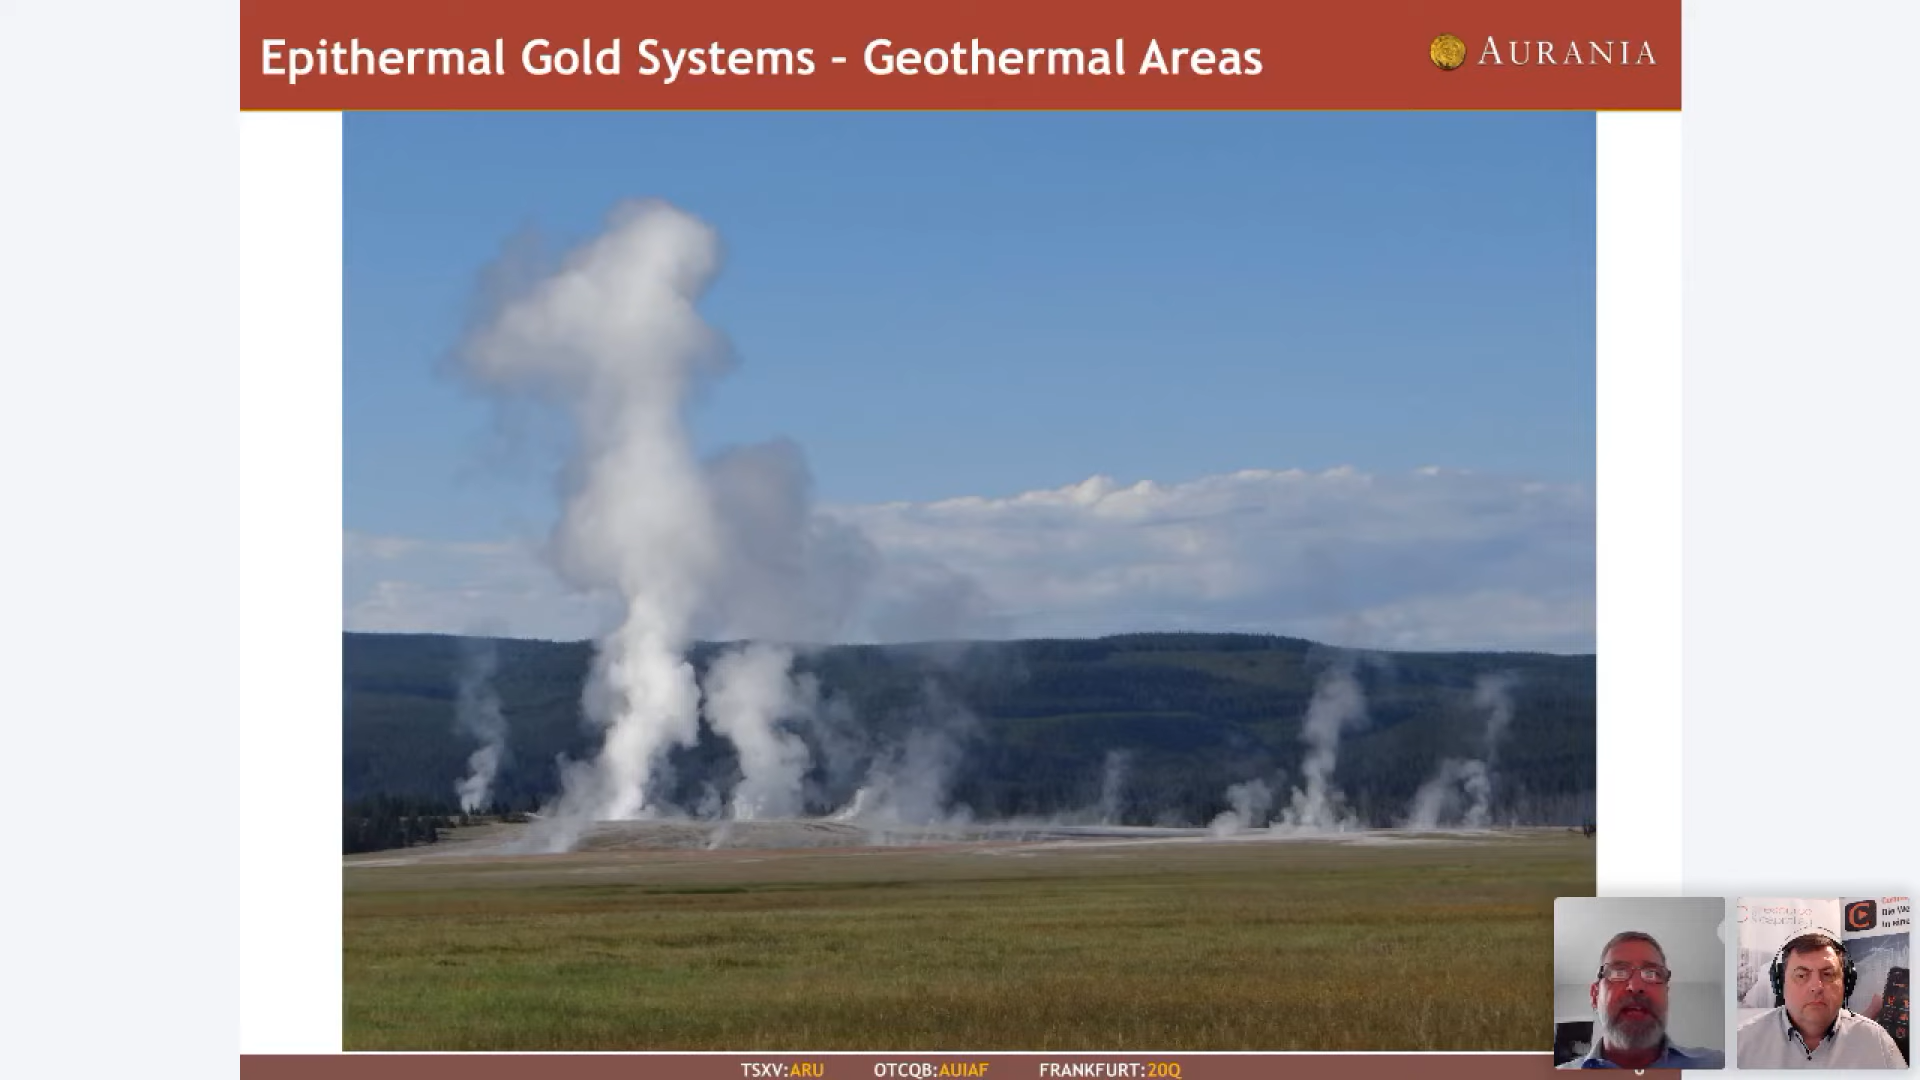 Epithermal Gold Systems – Geothermal Areas
AURANIA
TSXV:ARU OTCQB:AUIAF FRANKFURT:20Q